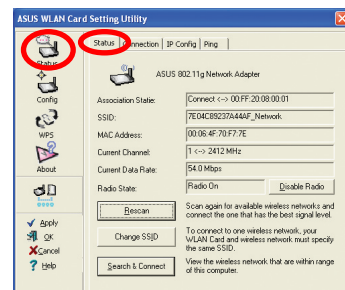 ASUS WLAN Card Setting Utility
Status
Config
WPS
About
Apply
OK
Cancel
Help
Status Connection IP Config Ping
ASUS 802.11g Network Adapter
Association State: Connect <--> 00:FF:20:08:00:01
SSID: 7E04C89237A44AF_Network
MAC Address: 00:06:4F:70:F7:7E
Current Channel: 1 <--> 2412 MHz
Current Data Rate: 54.0 Mbps
Radio State: Radio On Disable Radio
Rescan Scan again for available wireless networks and
connect the one that has the best signal level.
Change SSID To connect to one wireless network, your
WLAN Card and wireless network must specify
the same SSID.
Search & Connect View the wireless network that are within range
of this computer.